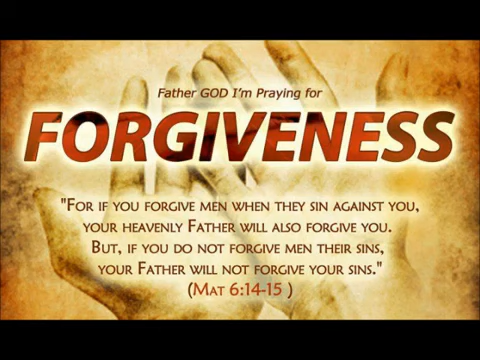 Father GOD I'm Praying for
FORGIVENESS
"For if you forgive men when they sin against you,
your heavenly Father will also forgive you.
But, if you do not forgive men their sins,
your Father will not forgive your sins."
(Mat 6:14-15 )